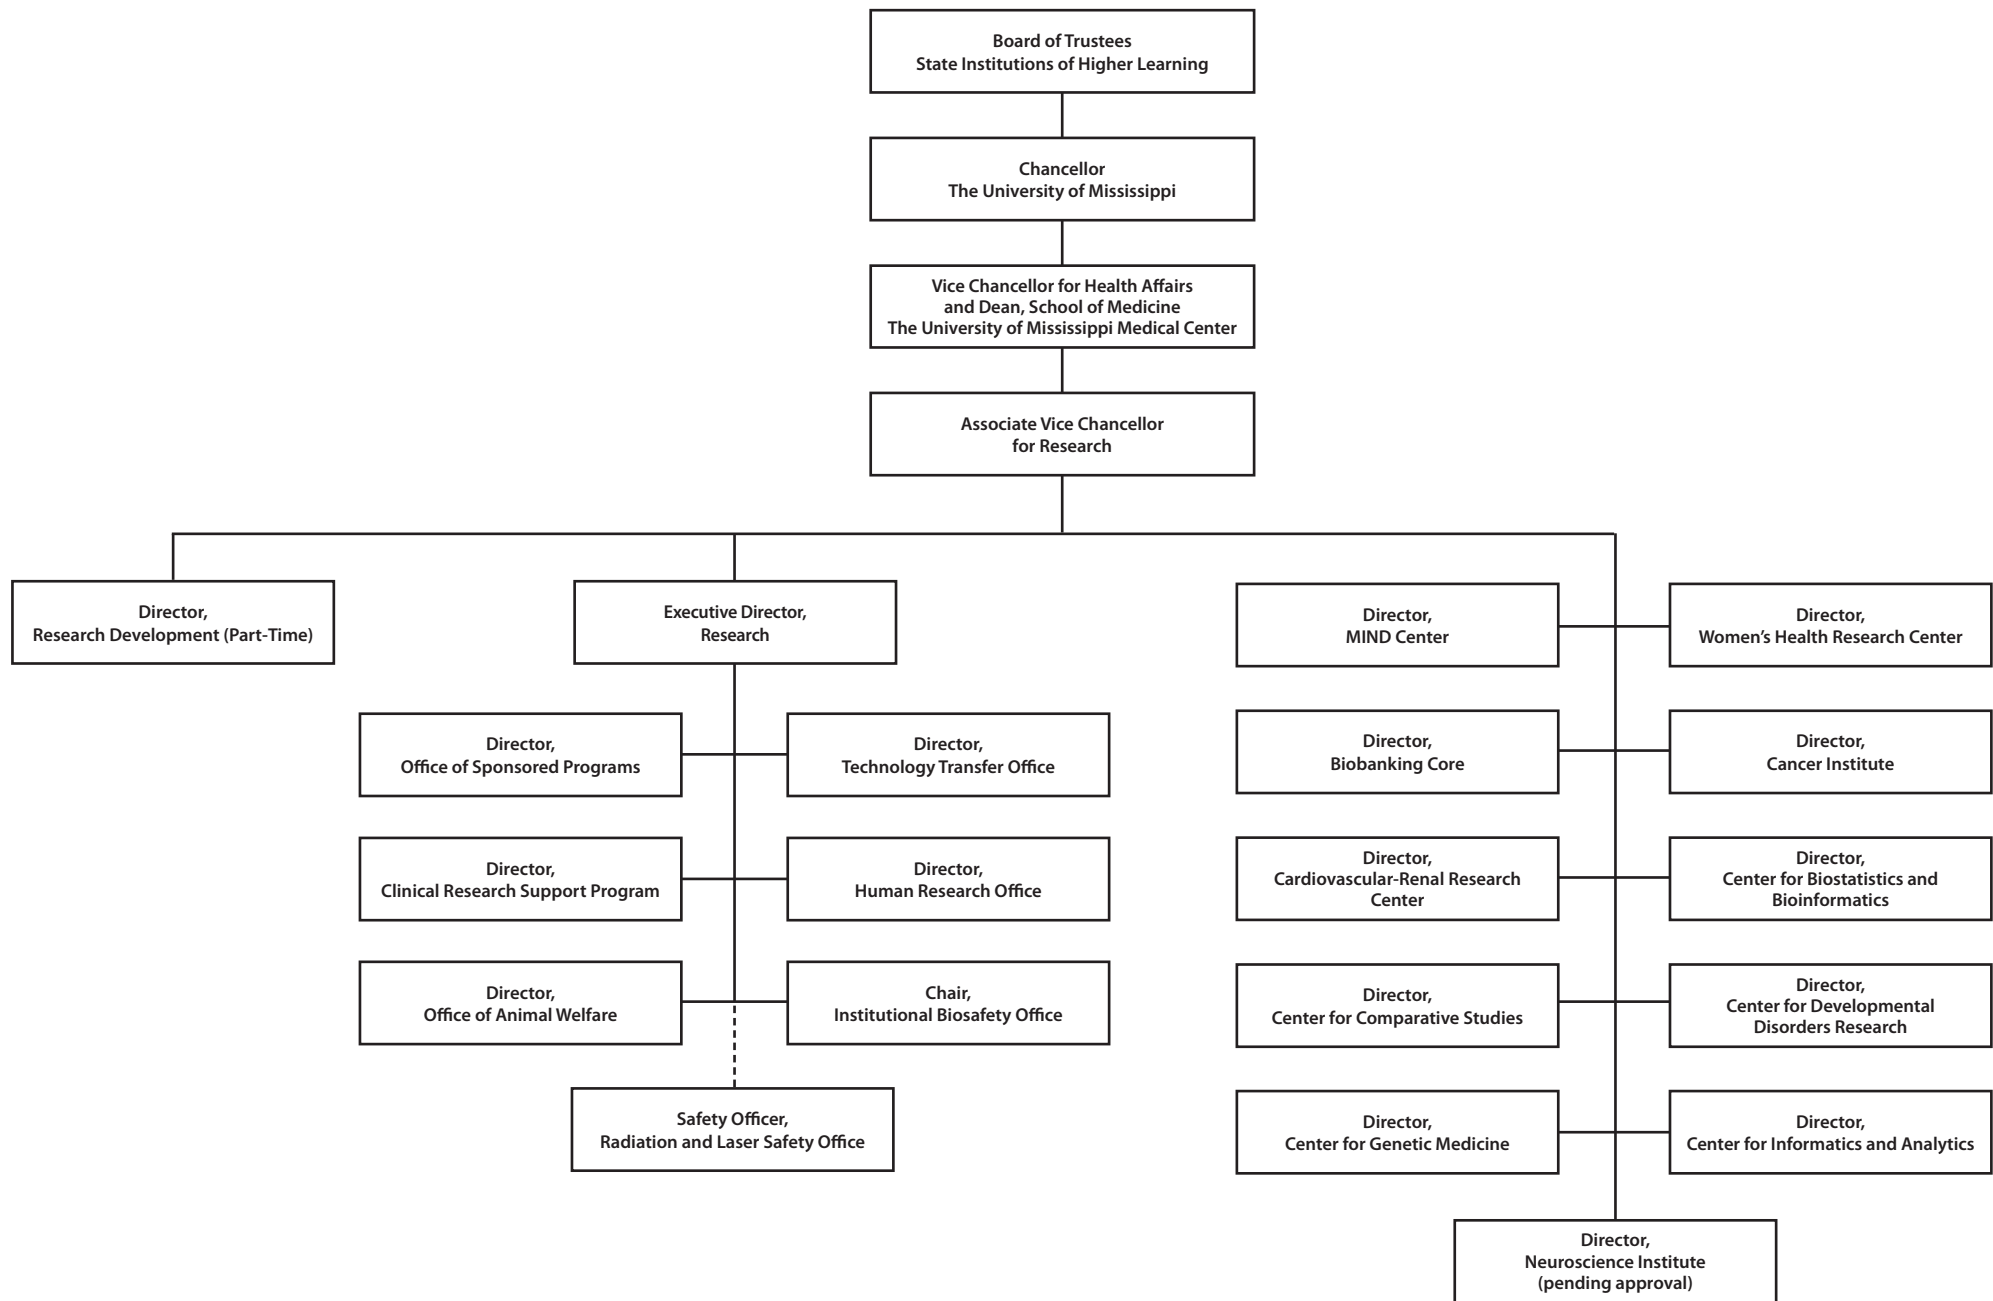 Board of Trustees
State Institutions of Higher Learning
Chancellor
The University of Mississippi
Vice Chancellor for Health Affairs
and Dean, School of Medicine
The University of Mississippi Medical Center
Associate Vice Chancellor
for Research
Director,
Research Development (Part-Time)
Executive Director,
Research
Director,
Office of Sponsored Programs
Director,
Technology Transfer Office
Director,
Clinical Research Support Program
Director,
Human Research Office
Director,
Office of Animal Welfare
Chair,
Institutional Biosafety Office
Safety Officer,
Radiation and Laser Safety Office
Director,
MIND Center
Director,
Women’s Health Research Center
Director,
Biobanking Core
Director,
Cancer Institute
Director,
Cardiovascular-Renal Research
Center
Director,
Center for Biostatistics and
Bioinformatics
Director,
Center for Comparative Studies
Director,
Center for Developmental
Disorders Research
Director,
Center for Genetic Medicine
Director,
Center for Informatics and Analytics
Director,
Neuroscience Institute
(pending approval)